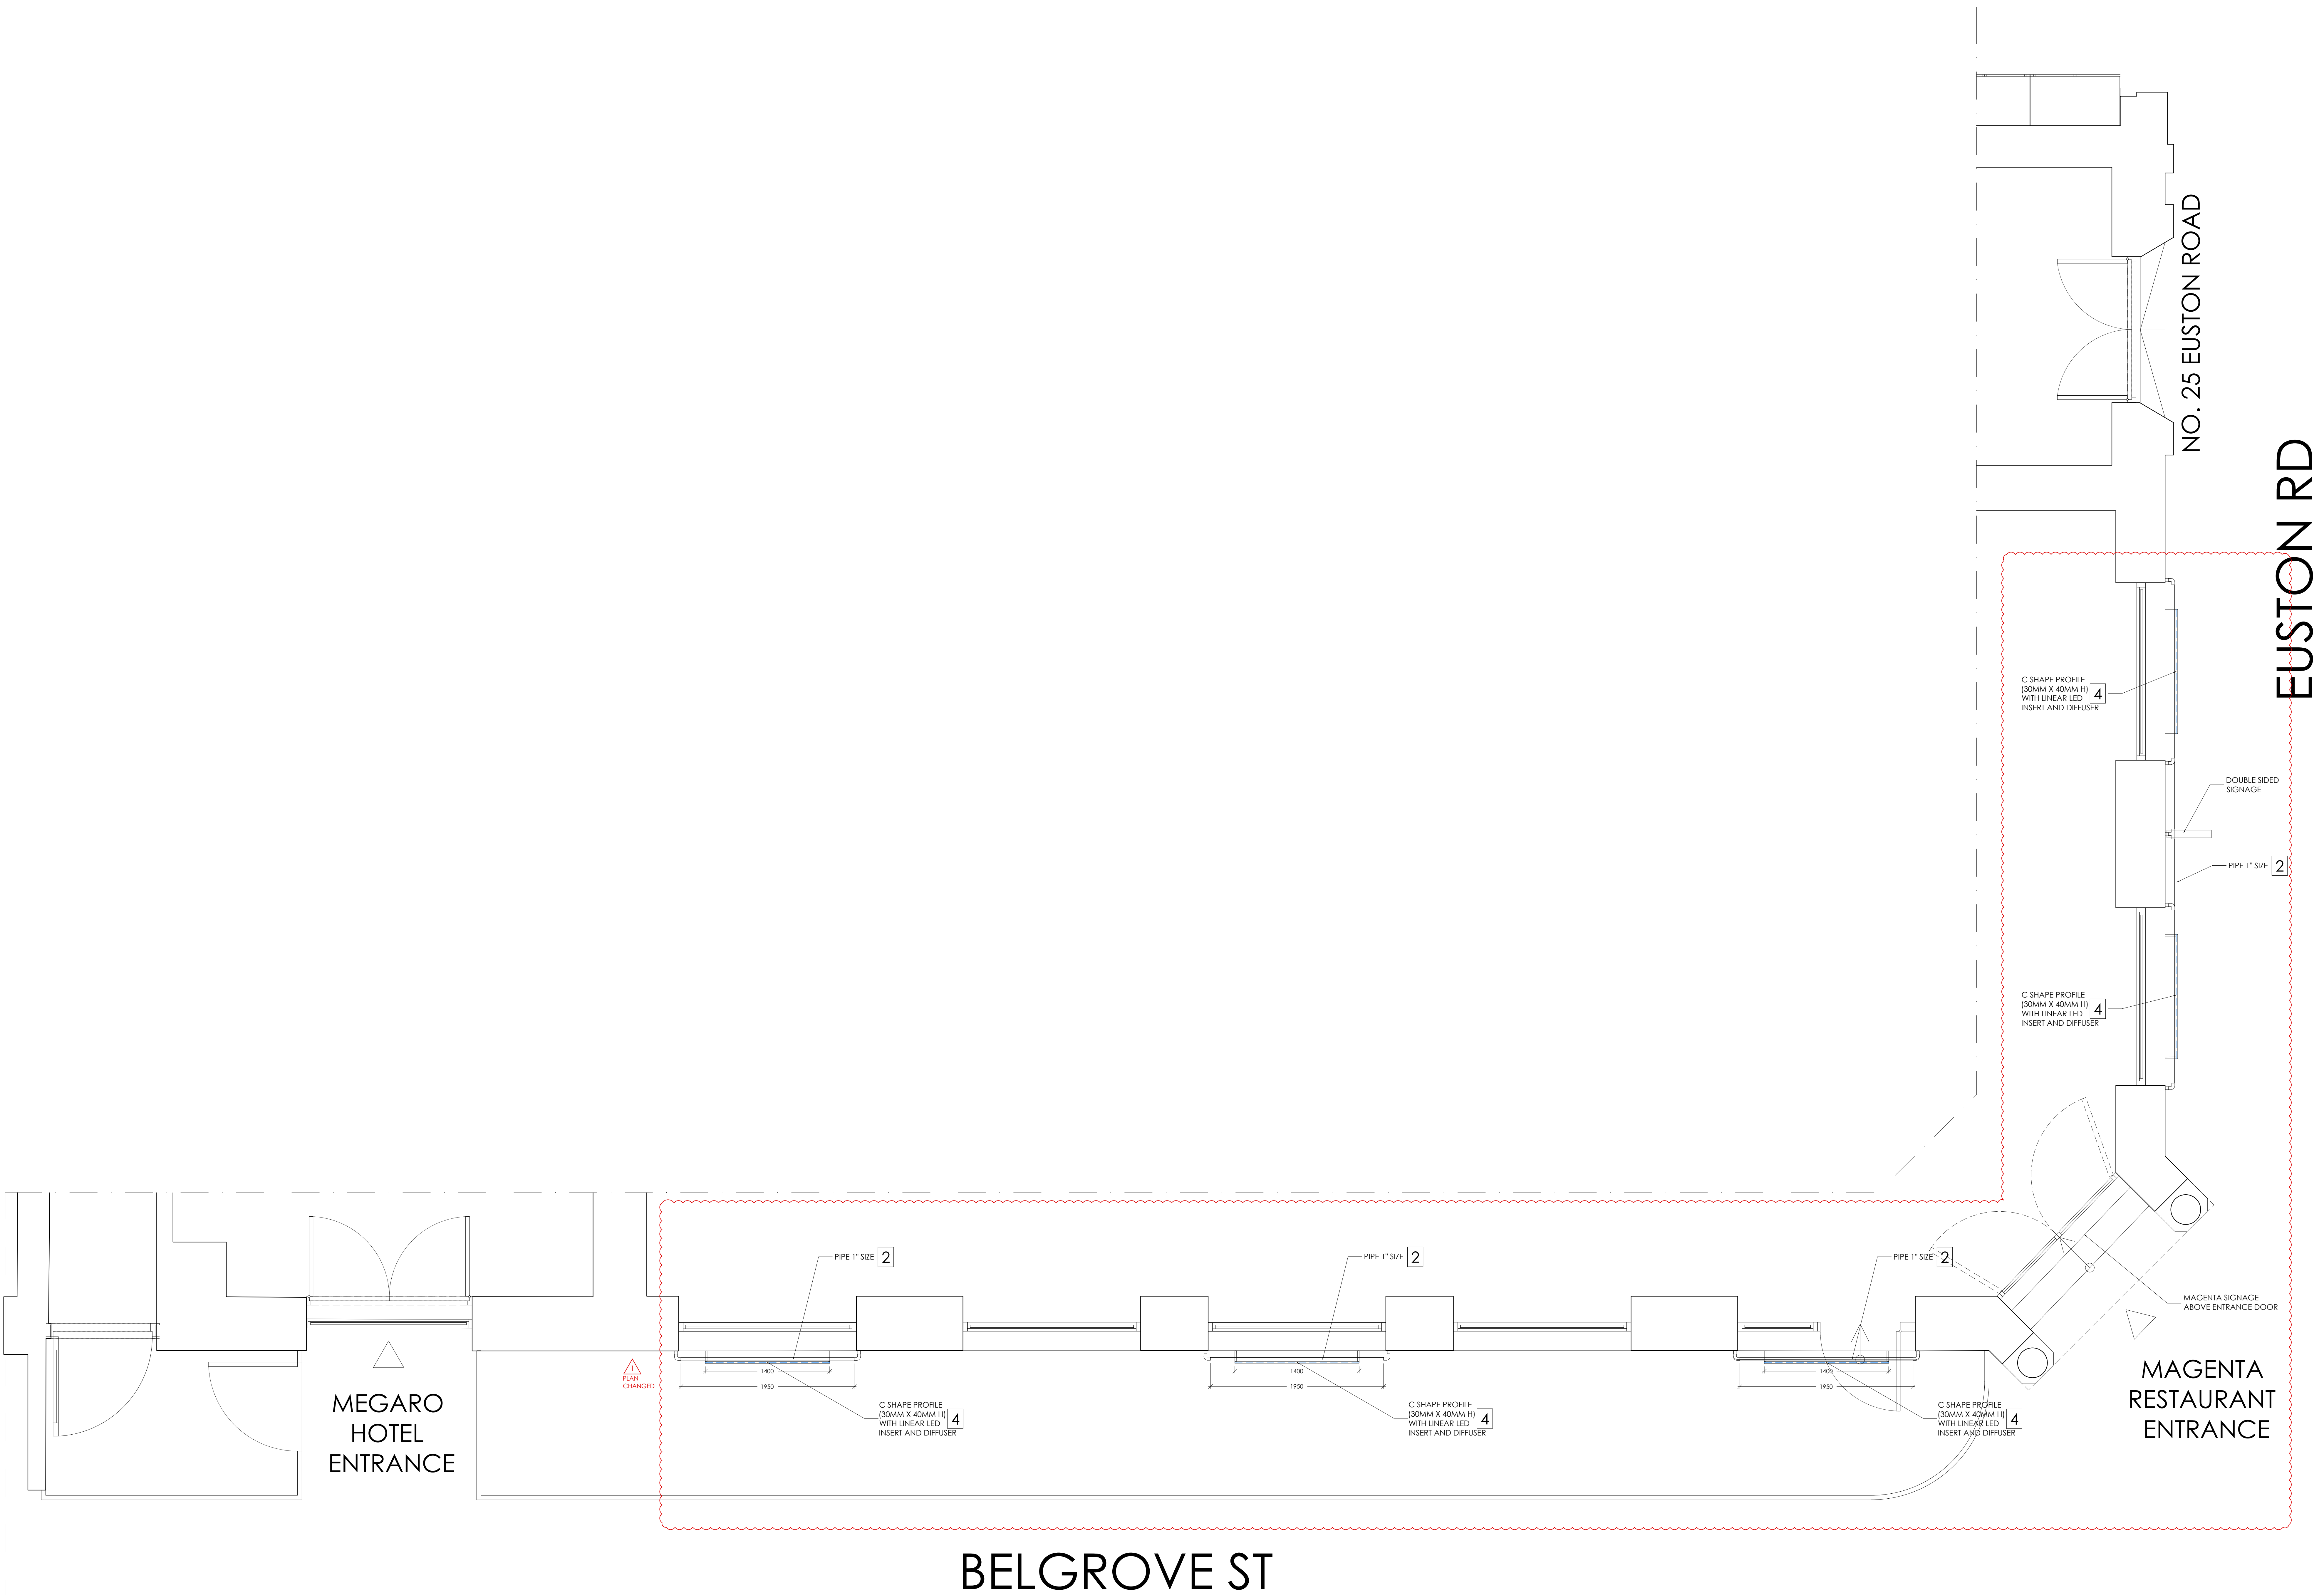 NO. 25 EUSTON ROAD
EUSTON RD
C SHAPE PROFILE
(30MM X 40MM H)
WITH LINEAR LED
INSERT AND DIFFUSER
4
DOUBLE SIDED
SIGNAGE
PIPE 1" SIZE 2
C SHAPE PROFILE
(30MM X 40MM H)
WITH LINEAR LED
INSERT AND DIFFUSER
4
PIPE 1" SIZE 2
PIPE 1" SIZE 2
PIPE 1" SIZE 2
MAGENTA SIGNAGE
ABOVE ENTRANCE DOOR
1
PLAN
CHANGED
1400
1950
1400
1950
1400
1950
MEGARO
HOTEL
ENTRANCE
C SHAPE PROFILE
(30MM X 40MM H)
WITH LINEAR LED
INSERT AND DIFFUSER
4
C SHAPE PROFILE
(30MM X 40MM H)
WITH LINEAR LED
INSERT AND DIFFUSER
4
C SHAPE PROFILE
(30MM X 40MM H)
WITH LINEAR LED
INSERT AND DIFFUSER
4
MAGENTA
RESTAURANT
ENTRANCE
BELGROVE ST